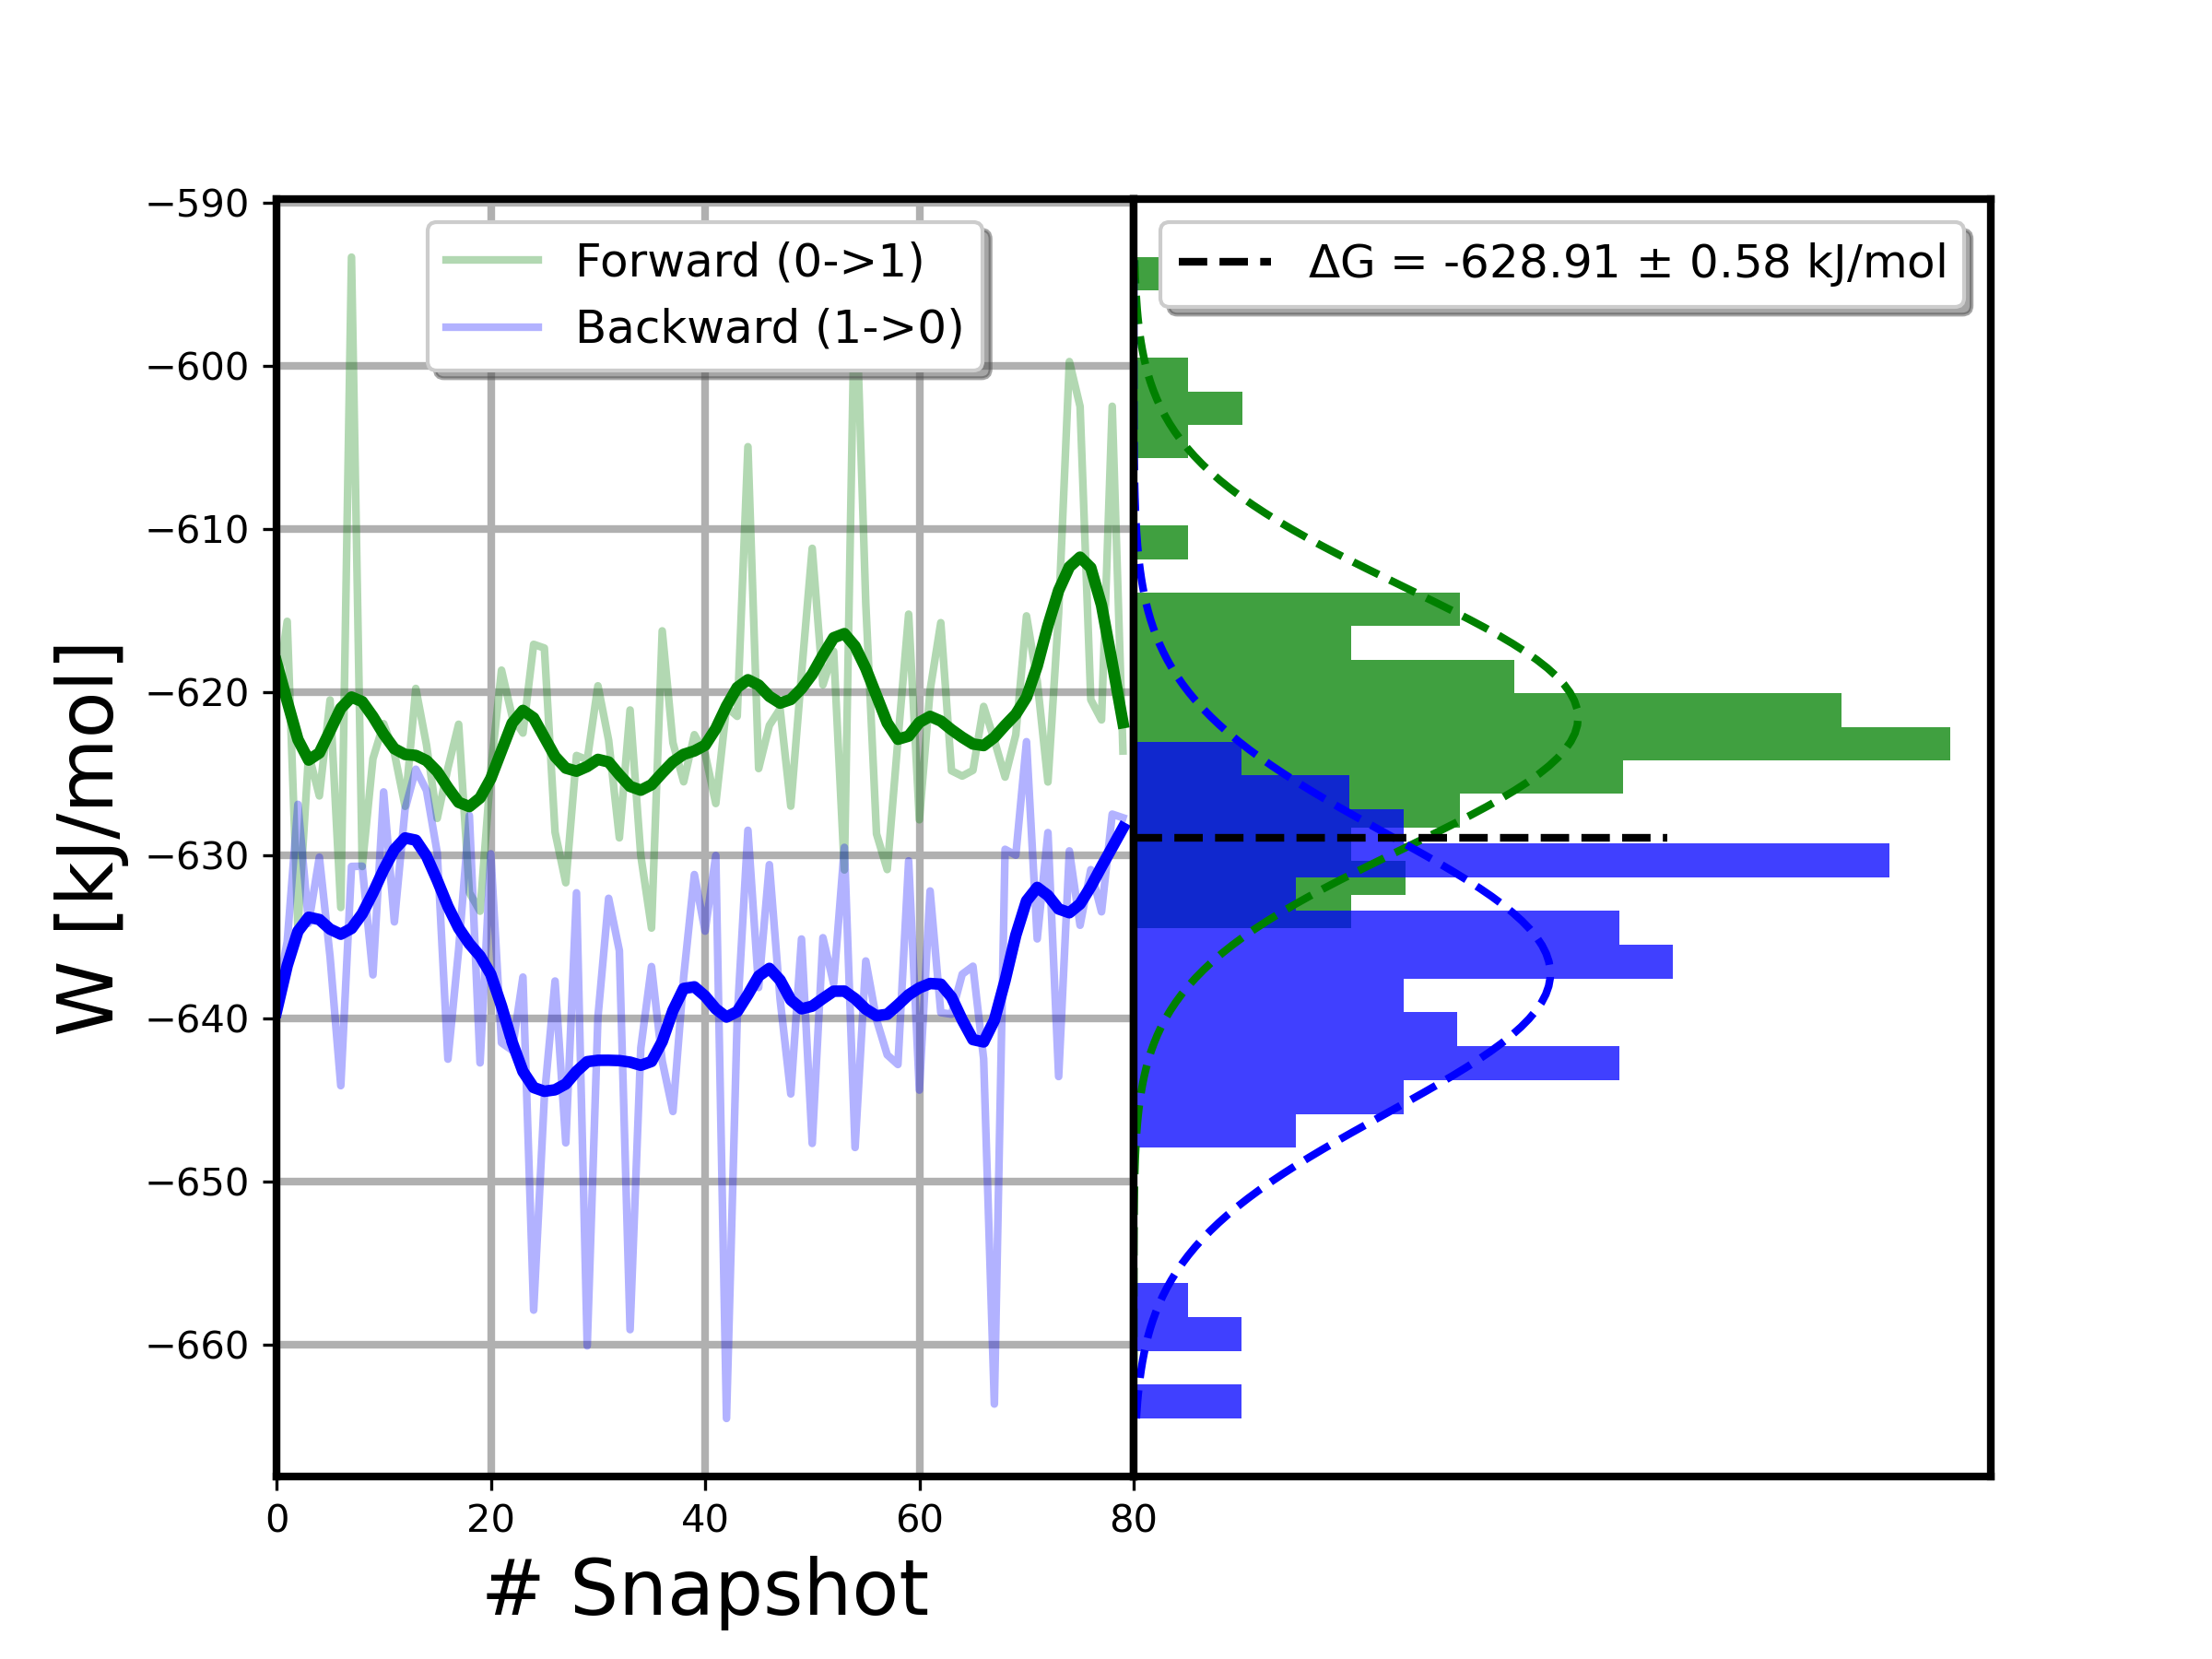 Forward (0->1)
Backward (1->0)
ΔG = -628.91 ± 0.58 kJ/mol
−590
−600
−610
−620
−630
−640
−650
−660
W [kJ/mol]
0 20 40 60 80
# Snapshot